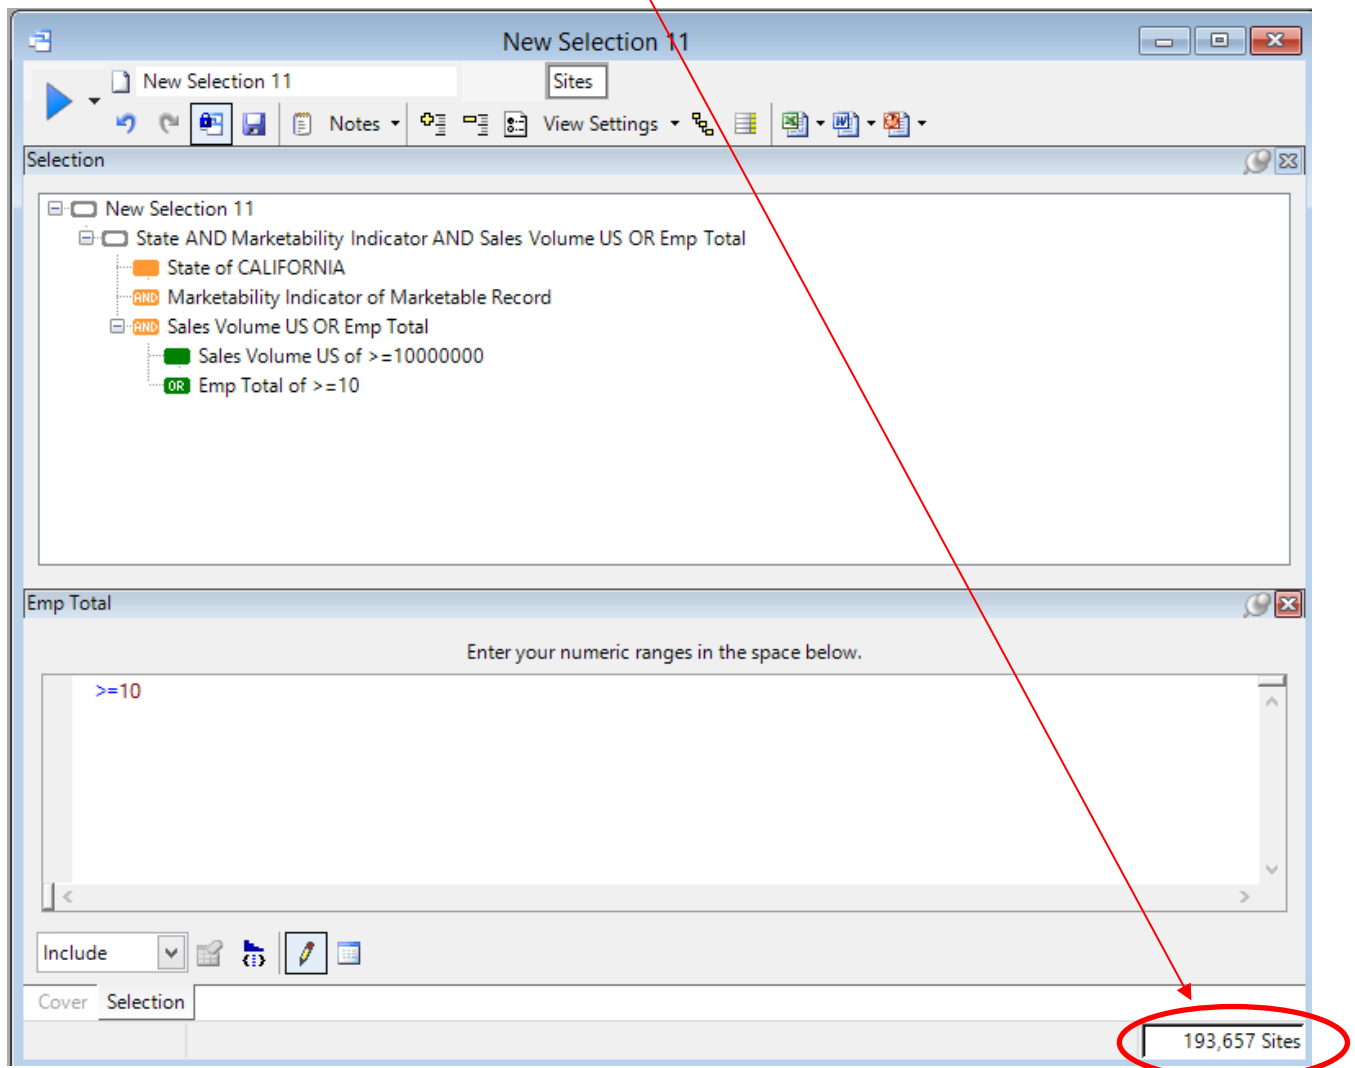 New Selection 11
New Selection 11 Sites
Notes View Settings
Selection
New Selection 11
State AND Marketability Indicator AND Sales Volume US OR Emp Total
State of CALIFORNIA
AND Marketability Indicator of Marketable Record
AND Sales Volume US OR Emp Total
Sales Volume US of >=10000000
OR Emp Total of >=10
Emp Total
Enter your numeric ranges in the space below.
>=10
Include
Cover Selection
193,657 Sites